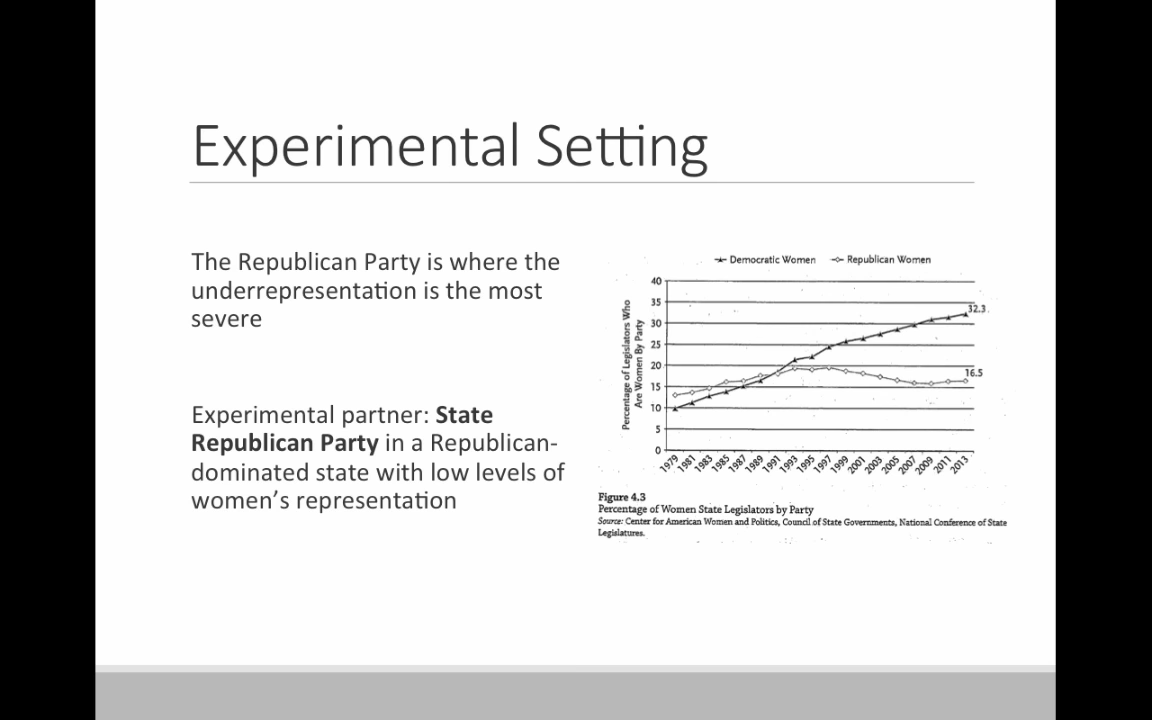 Experimental Setting
The Republican Party is where the
underrepresentation is the most
severe
Experimental partner: State
Republican Party in a Republican-
dominated state with low levels of
women's representation
Democratic Women
Republican Women
Percentage of Legislators Who
Are Women By Party
40
35
30
25
20
15
10
5
0
32.3
16.5
1979
1981
1983
1985
1987
1989
1991
1993
1995
1997
1999
2001
2003
2005
2007
2009
2011
2013
Figure 4.3
Percentage of Women State Legislators by Party
Source: Center for American Women and Politics, Council of State Governments, National Conference of State
Legislatures.